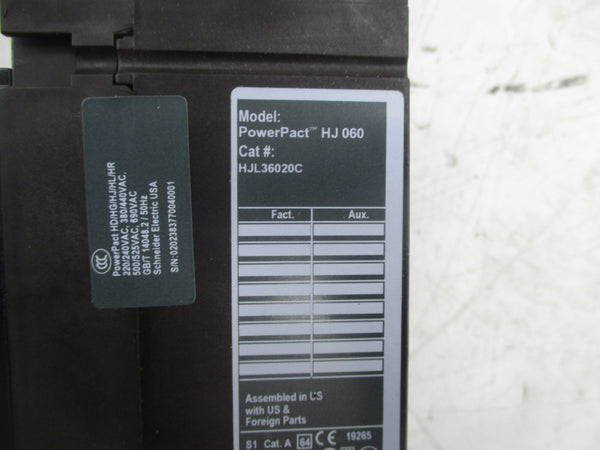 PowerPact HD/HG/HJ/HL/HR
220/240VAC, 380/440VAC,
500/525VAC, 690VAC
GB/T 14048.2 / 50Hz
Schneider Electric USA
S/N:0202383770040001
Model:
PowerPact™ HJ 060
Cat #:
HJL36020C
Fact. Aux.
Assembled in US
with US &
Foreign Parts
S1 Cat. A 64 CE 19265